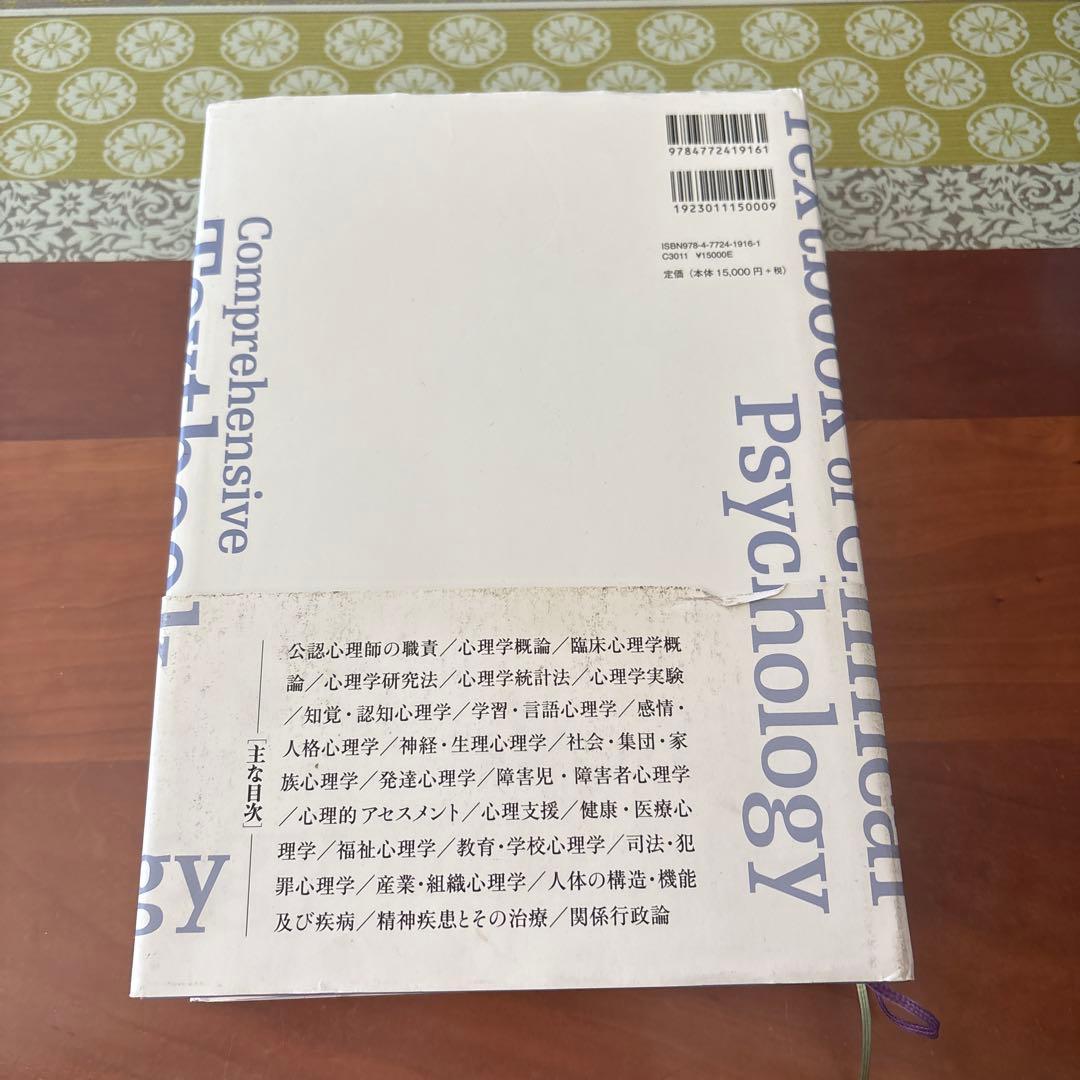 9784772419161
1923011150009
ISBN978-4-7724-1916-1
C3011 ¥15000E
定価（本体15,000円+税）
Comprehensive
Textbook of Clinical
Psychology
gy
［主な目次］
公認心理師の職責／心理学概論／臨床心理学概
論／心理学研究法／心理学統計法／心理学実験
／知覚・認知心理学／学習・言語心理学／感情・
人格心理学／神経・生理心理学／社会・集団・家
族心理学／発達心理学／障害児・障害者心理学
／心理的アセスメント／心理支援／健康・医療心
理学／福祉心理学／教育・学校心理学／司法・犯
罪心理学／産業・組織心理学／人体の構造・機能
及び疾病／精神疾患とその治療／関係行政論